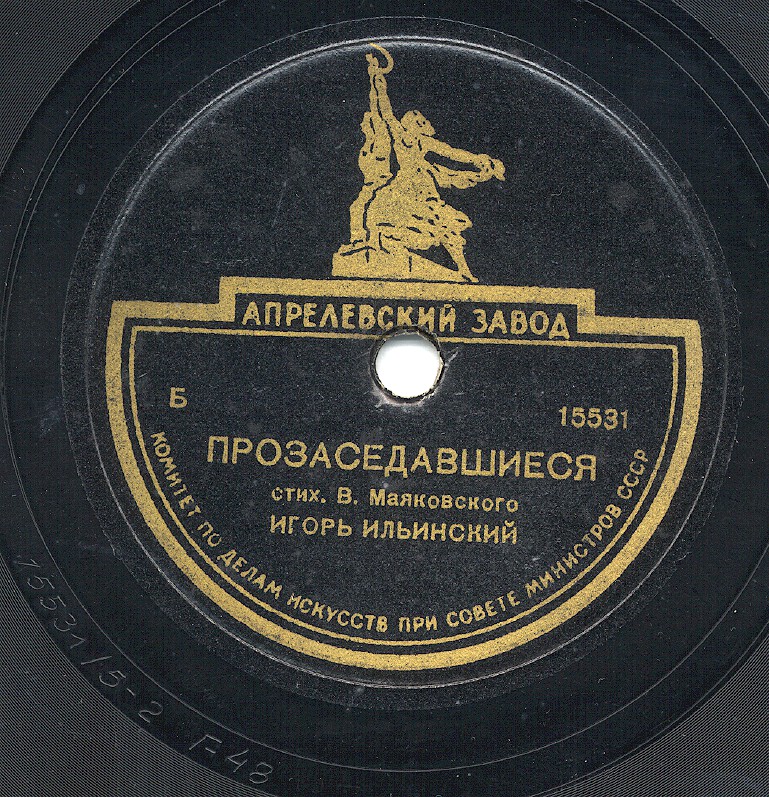 АПРЕЛЕВСКИЙ ЗАВОД
Б
15531
ПРОЗАСЕДАВШИЕСЯ
стих. В. Маяковского
ИГОРЬ ИЛЬИНСКИЙ
КОМИТЕТ ПО ДЕЛАМ ИСКУССТВ ПРИ СОВЕТЕ МИНИСТРОВ СССР
15531/5-2 Г-48